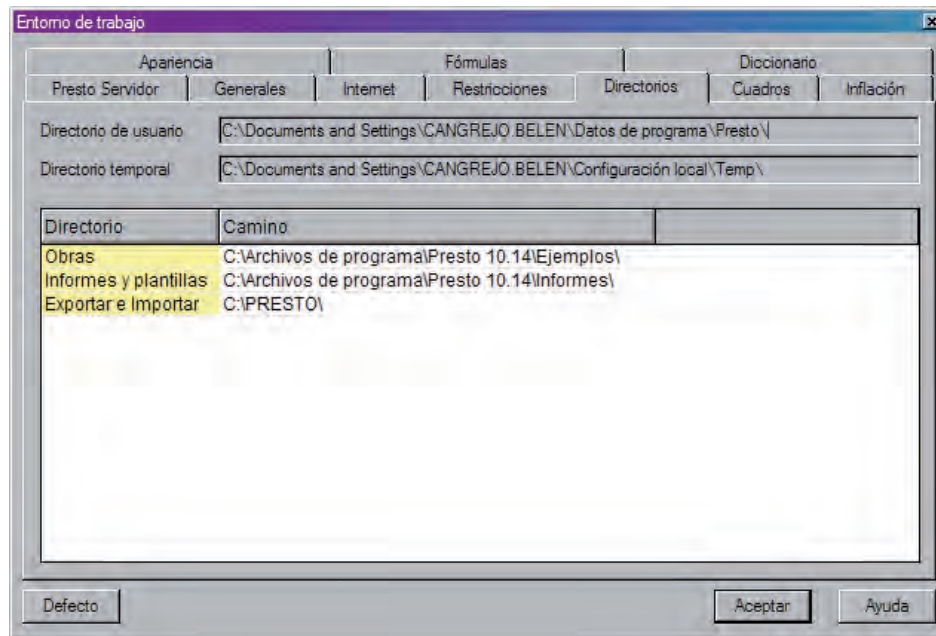 Entorno de trabajo
Apariencia Fórmulas Diccionario
Presto Servidor Generales Internet Restricciones Directorios Cuadros Inflación
Directorio de usuario C:\Documents and Settings\CANGREJO.BELEN\Datos de programa\Presto\
Directorio temporal C:\Documents and Settings\CANGREJO.BELEN\Configuración local\Temp\
Directorio Camino
Obras C:\Archivos de programa\Presto 10.14\Ejemplos\
Informes y plantillas C:\Archivos de programa\Presto 10.14\Informes\
Exportar e Importar C:\PRESTO\
Defecto Aceptar Ayuda